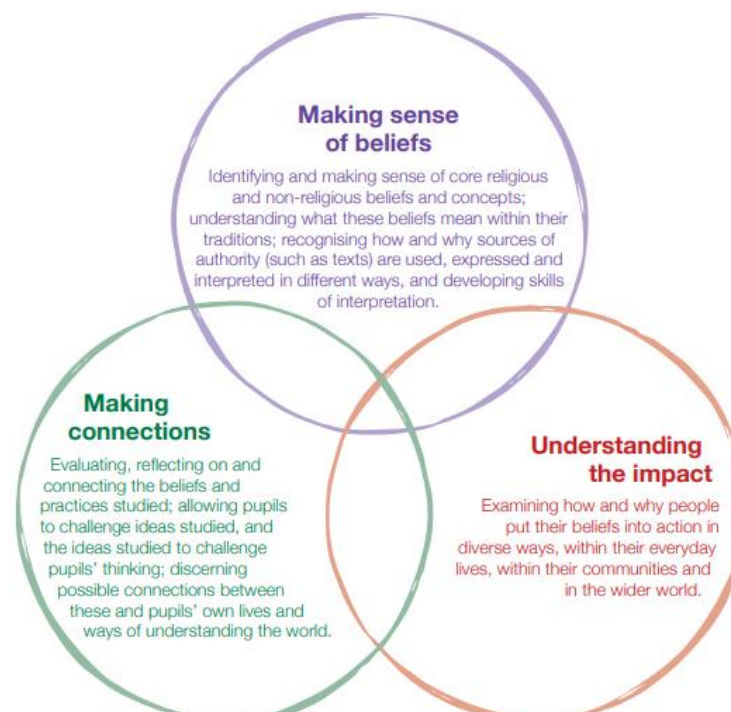 Making sense
of beliefs
Identifying and making sense of core religious
and non-religious beliefs and concepts;
understanding what these beliefs mean within their
traditions; recognising how and why sources of
authority (such as texts) are used, expressed and
interpreted in different ways, and developing skills
of interpretation.
Making
connections
Evaluating, reflecting on and
connecting the beliefs and
practices studied; allowing pupils
to challenge ideas studied, and
the ideas studied to challenge
pupils' thinking; discerning
possible connections between
these and pupils' own lives and
ways of understanding the world.
Understanding
the impact
Examining how and why people
put their beliefs into action in
diverse ways, within their everyday
lives, within their communities and
in the wider world.